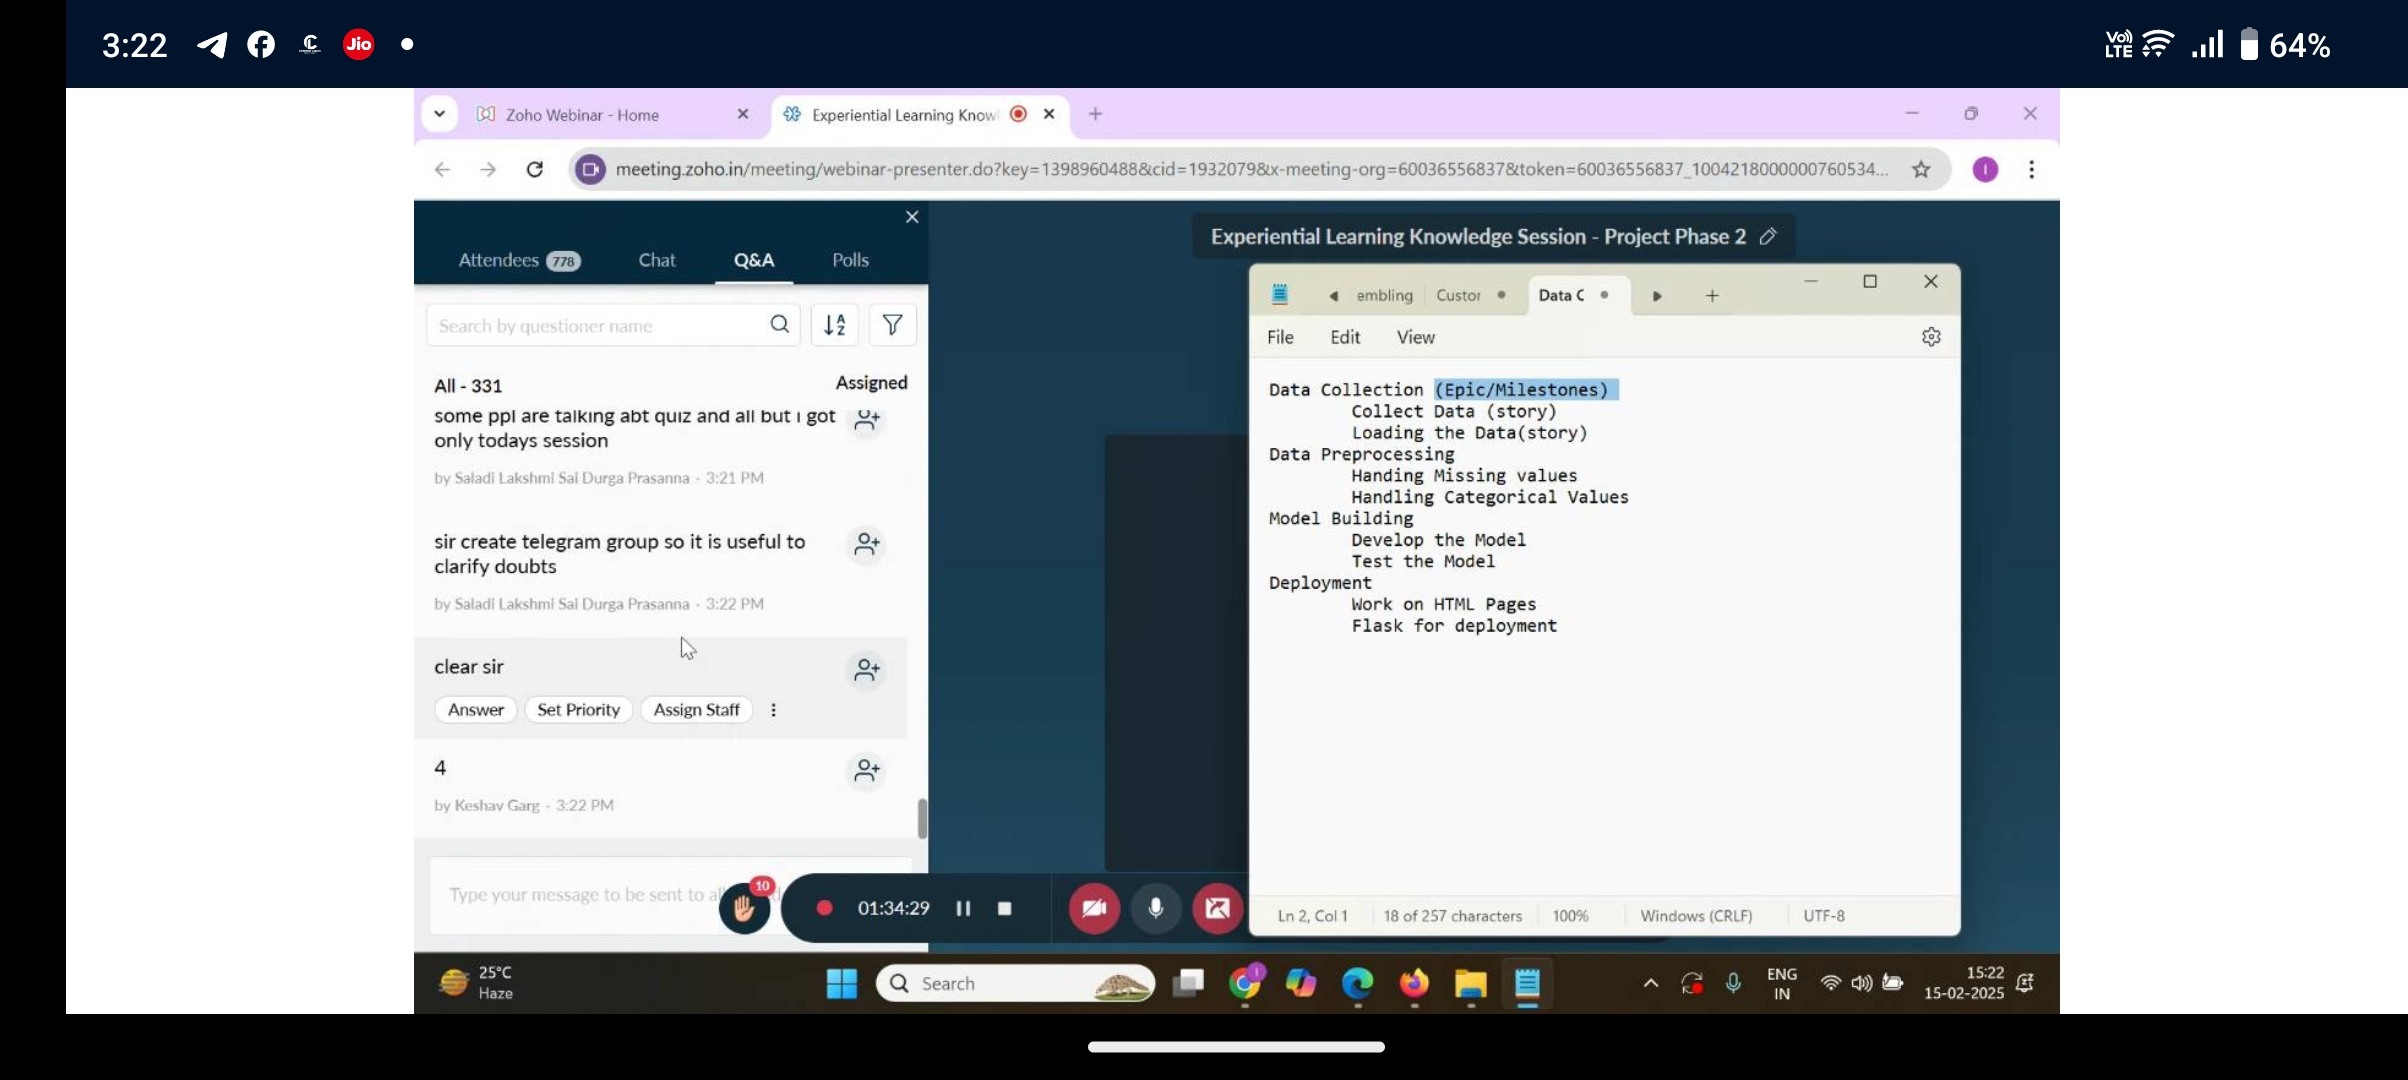 3:22
Jio
Vo))
LTE
64%
Zoho Webinar - Home
Experiential Learning Know
meeting.zoho.in/meeting/webinar-presenter.do?key=1398960488&cid=1932079&x-meeting-org=60036556837&token=60036556837_1004218000000760534...
I
Attendees 778
Chat
Q&A
Polls
Search by questioner name
All - 331
Assigned
some ppl are talking abt quiz and all but i got
only todays session
by Saladi Lakshmi Sai Durga Prasanna - 3:21 PM
sir create telegram group so it is useful to
clarify doubts
by Saladi Lakshmi Sai Durga Prasanna - 3:22 PM
clear sir
Answer
Set Priority
Assign Staff
4
by Keshav Garg - 3:22 PM
Type your message to be sent to al
10
01:34:29
Experiential Learning Knowledge Session - Project Phase 2
embling
Custor
Data C
File
Edit
View
Data Collection (Epic/Milestones)
Collect Data (story)
Loading the Data(story)
Data Preprocessing
Handing Missing values
Handling Categorical Values
Model Building
Develop the Model
Test the Model
Deployment
Work on HTML Pages
Flask for deployment
Ln 2, Col 1
18 of 257 characters
100%
Windows (CRLF)
UTF-8
25°C
Haze
Search
ENG
IN
15:22
15-02-2025